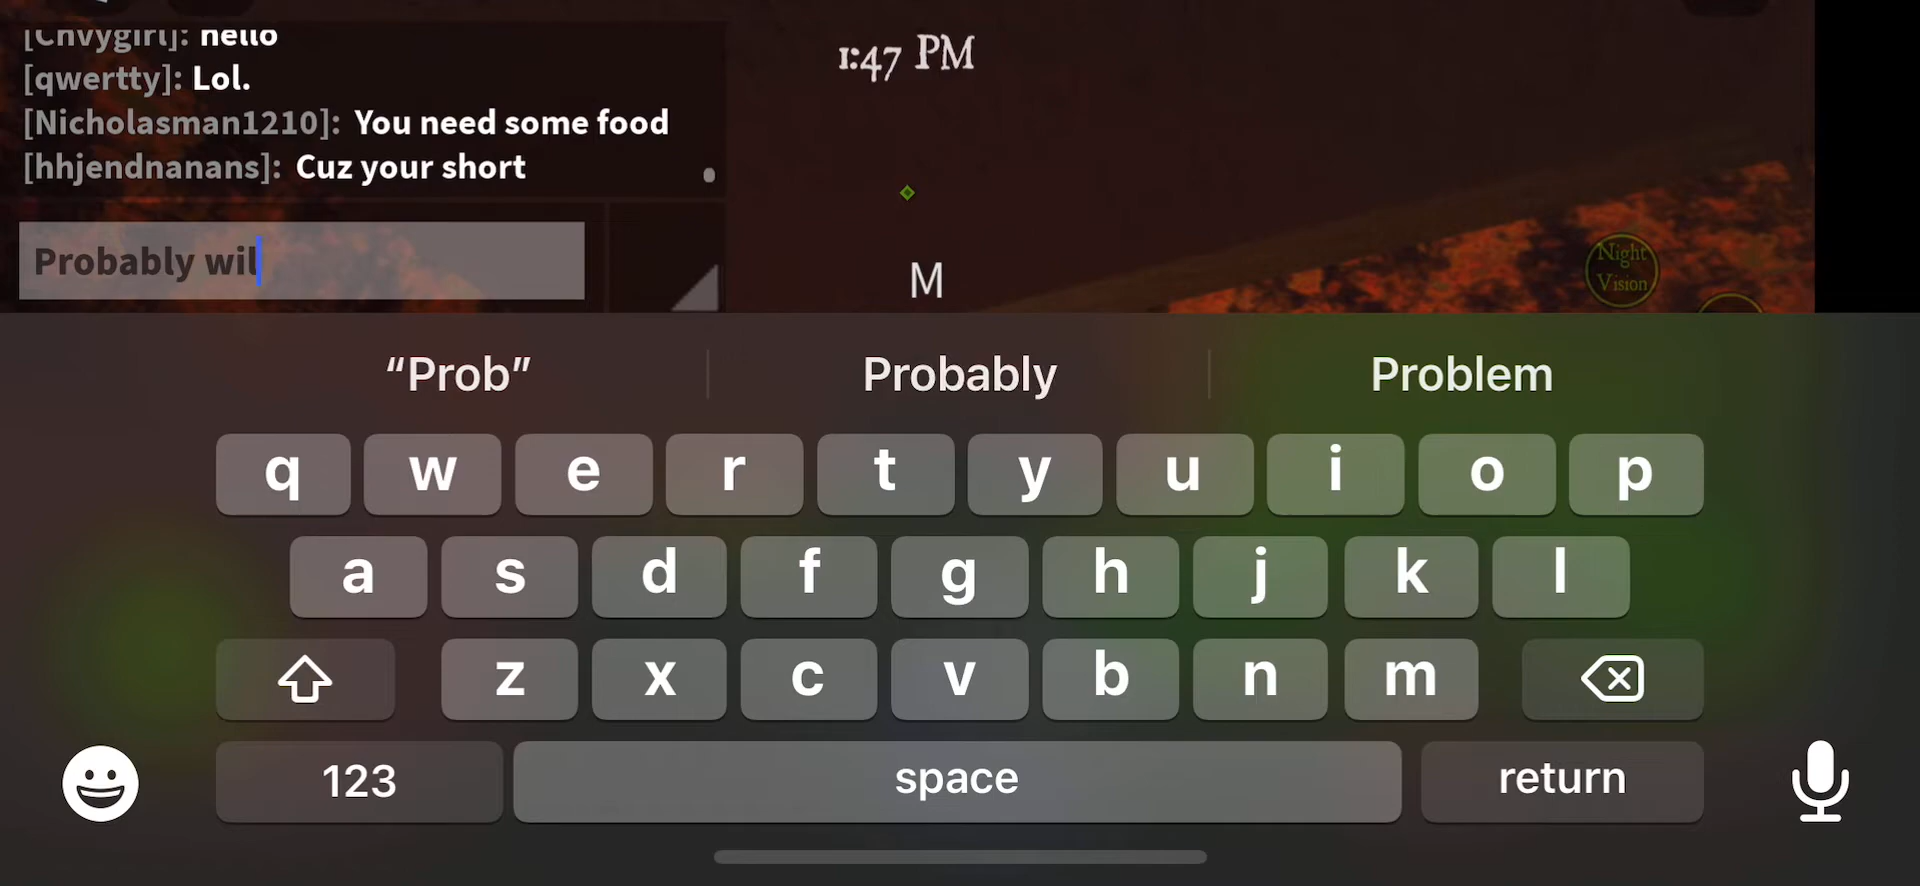 [Chvygirl]: hello
[qwertty]: Lol.
[Nicholasman1210]: You need some food
[hhjendnanans]: Cuz your short
Probably wil
1:47 PM
M
Night
Vision
“Prob” Probably Problem
q w e r t y u i o p
a s d f g h j k l
z x c v b n m
123 space return